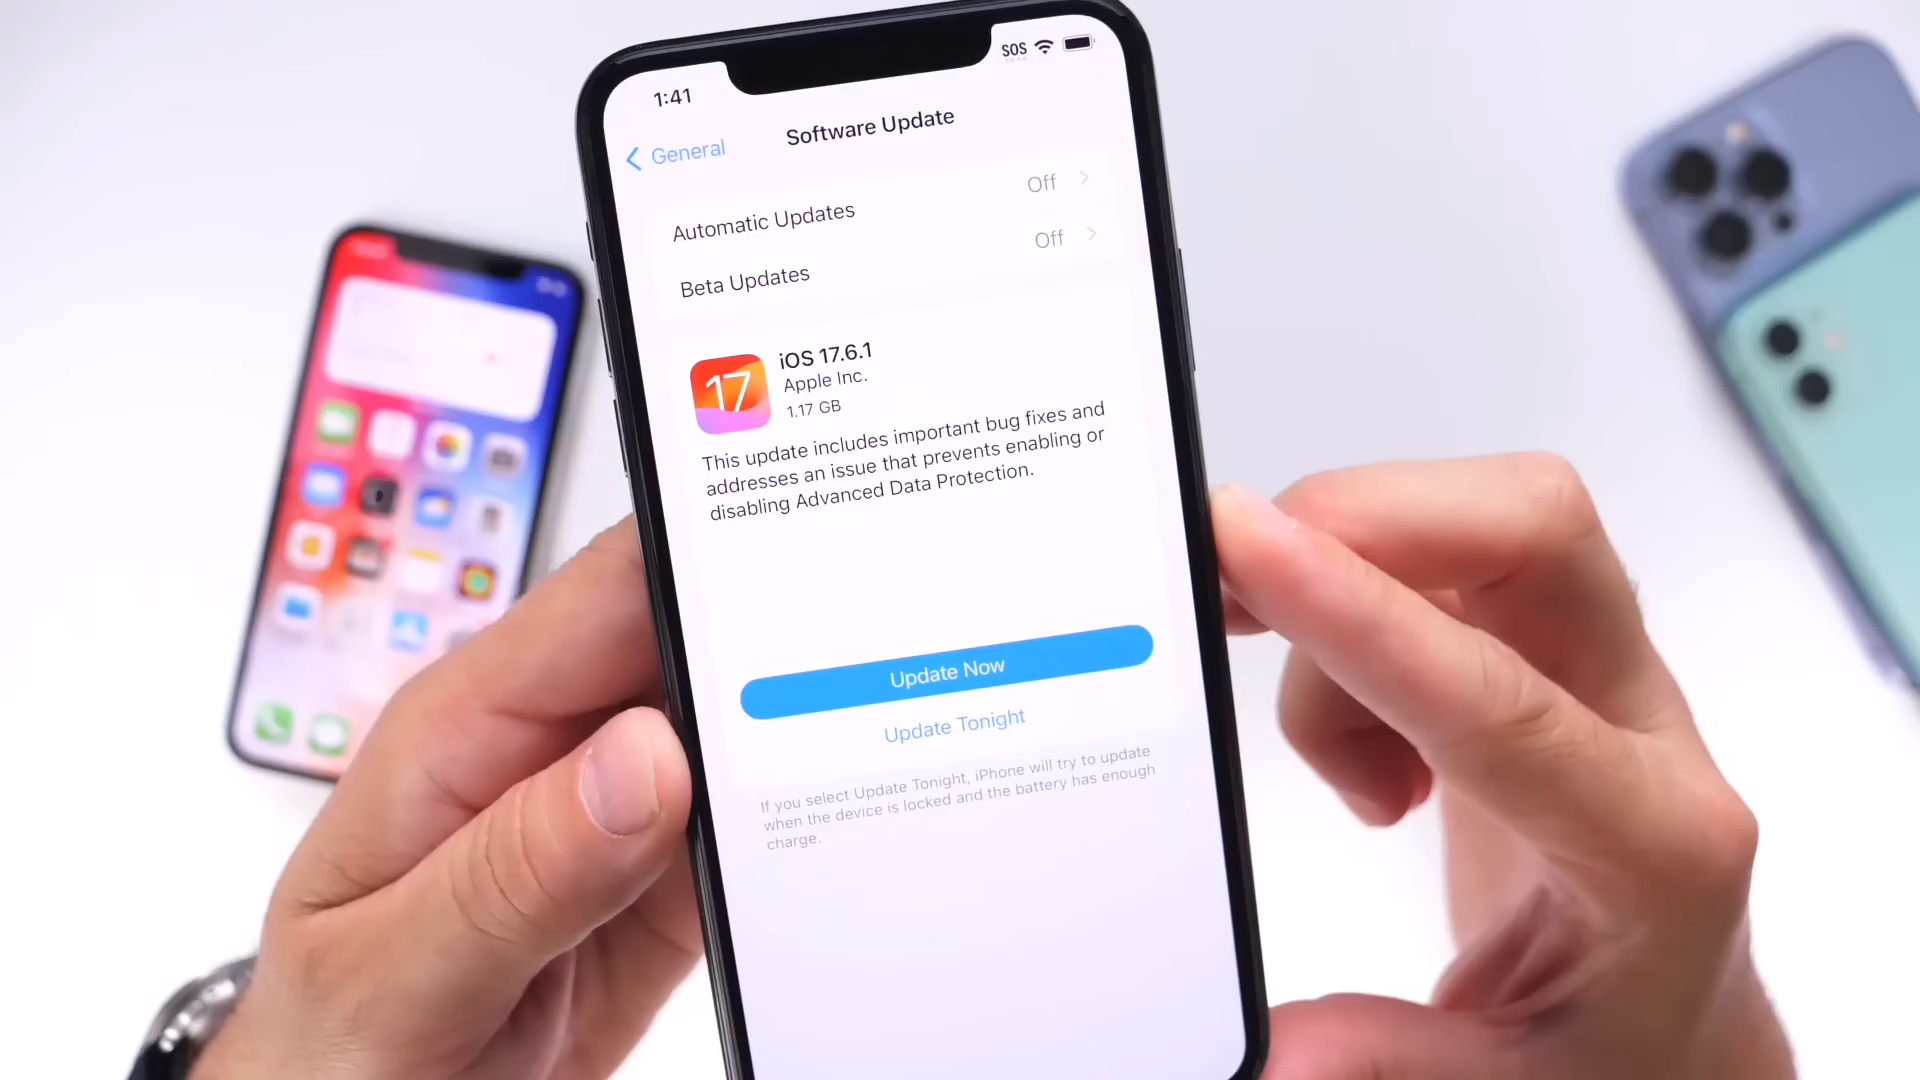 1:41
SOS
General
Software Update
Automatic Updates
Off
Beta Updates
Off
17
iOS 17.6.1
Apple Inc.
1.17 GB
This update includes important bug fixes and
addresses an issue that prevents enabling or
disabling Advanced Data Protection.
Update Now
Update Tonight
If you select Update Tonight, iPhone will try to update
when the device is locked and the battery has enough
charge.